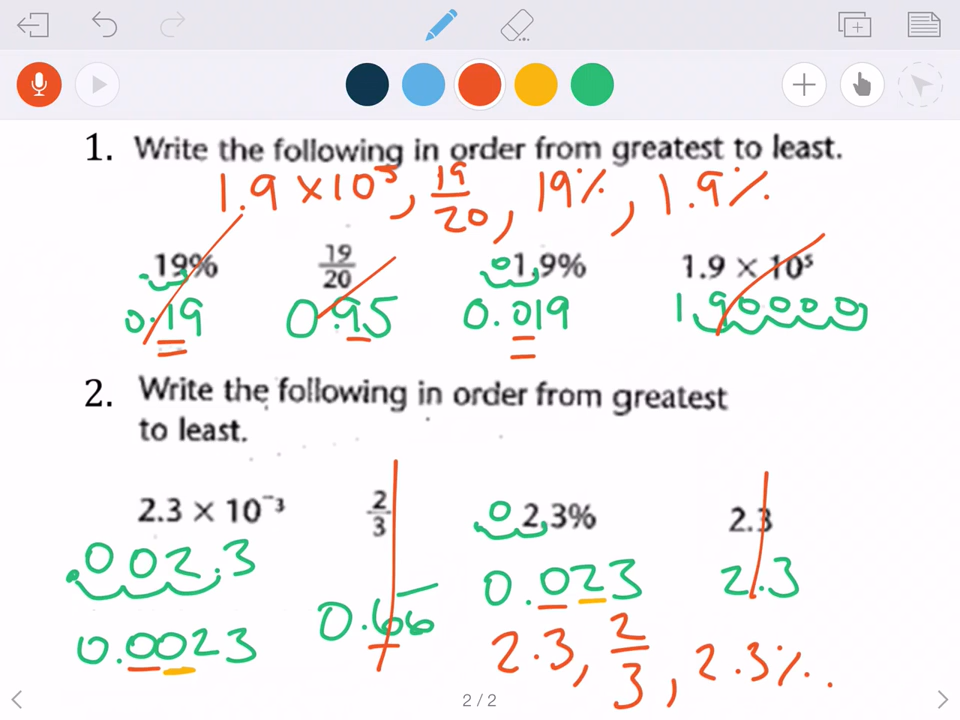 1. Write the following in order from greatest to least.
1.9 × 10⁵, 19/20, 19%, 1.9%
19% 19/20 01.9% 1.9 × 10⁵
0.19 0.95 0.019 190000
2. Write the following in order from greatest
to least.
2.3 × 10⁻³ 2/3 02.3% 2.3
002.3 0.66 0.023 2.3
0.0023 2.3, 2/3, 2.3%.
2 / 2